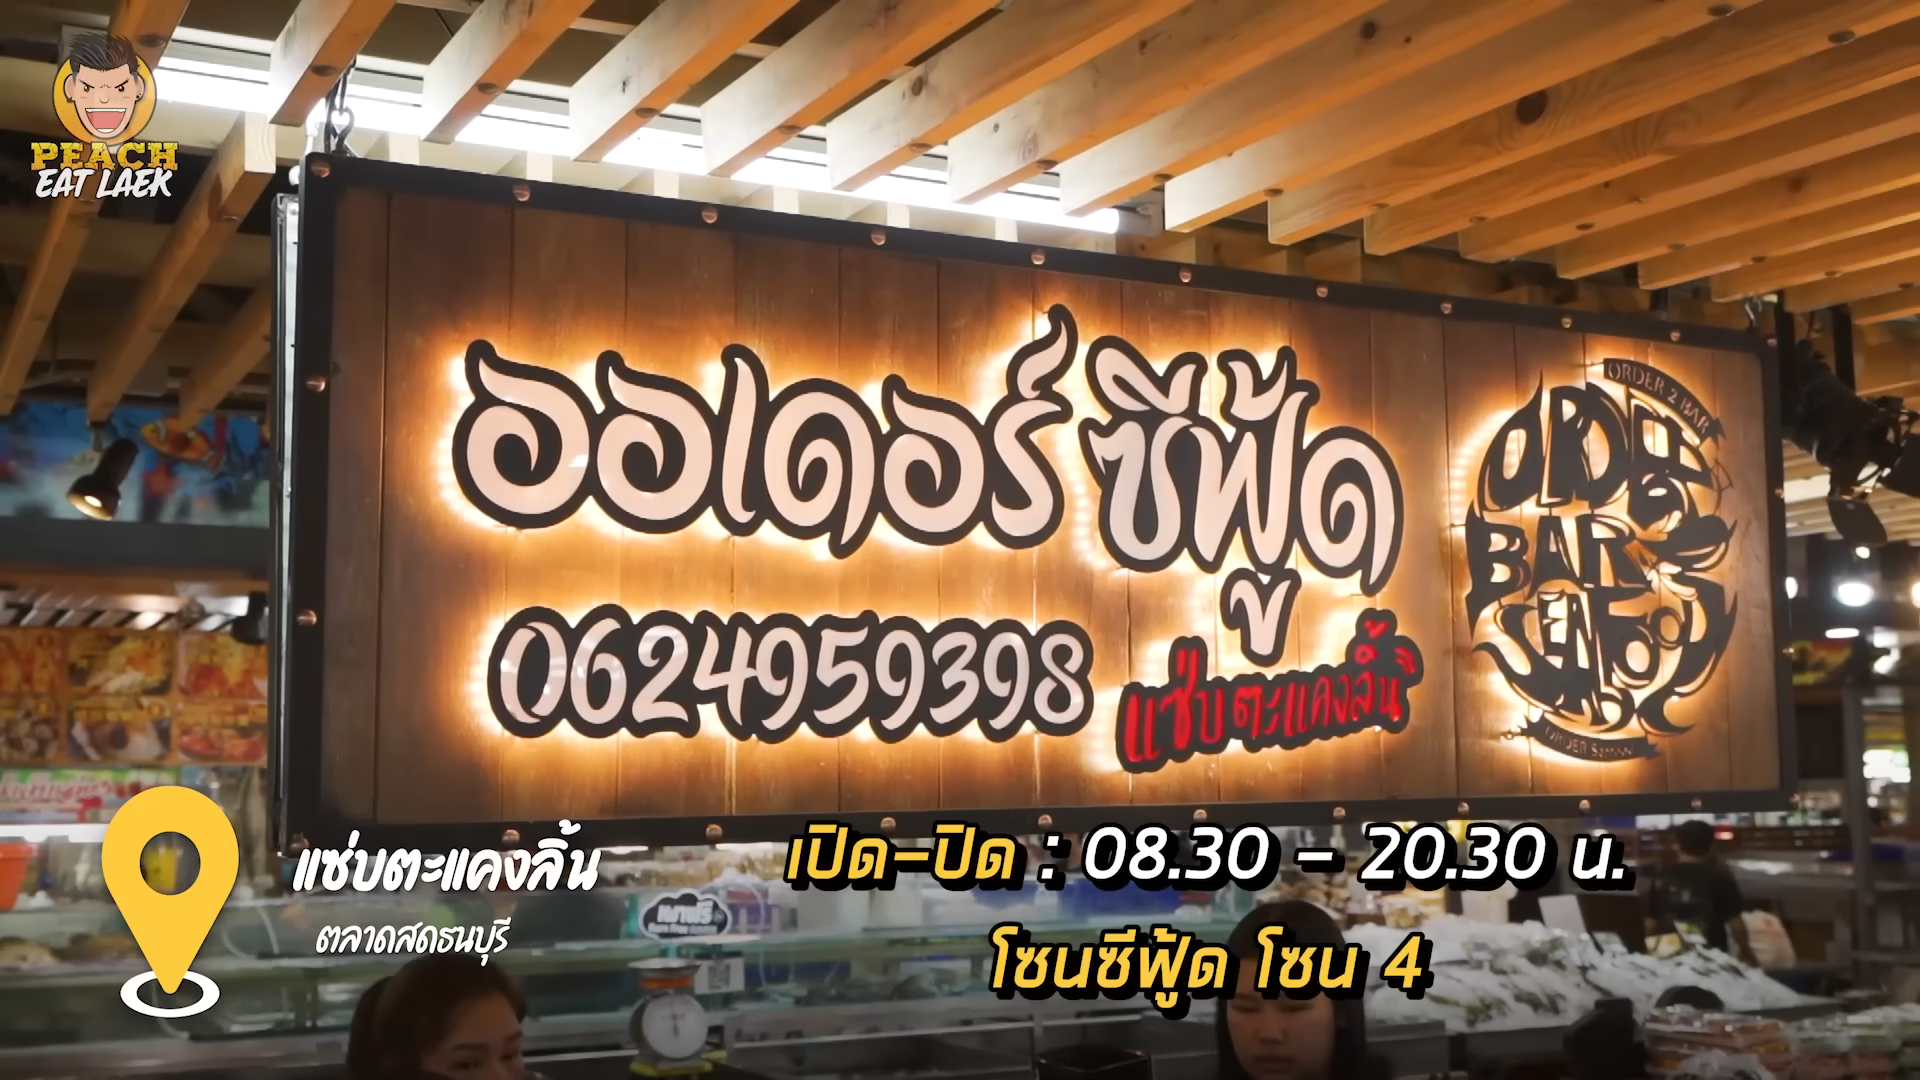 PEACH
EAT LAEK
ออเดอร์ ซีฟู้ด
0624959398
แซ่บตะแคงลิ้น
ORDER 2 BAR
ORDER
BAR
SEAFOOD
แซ่บตะแคงลิ้น
ตลาดสดธนบุรี
เปิด-ปิด : 08.30 - 20.30 น.
โซนซีฟู้ด โซน 4